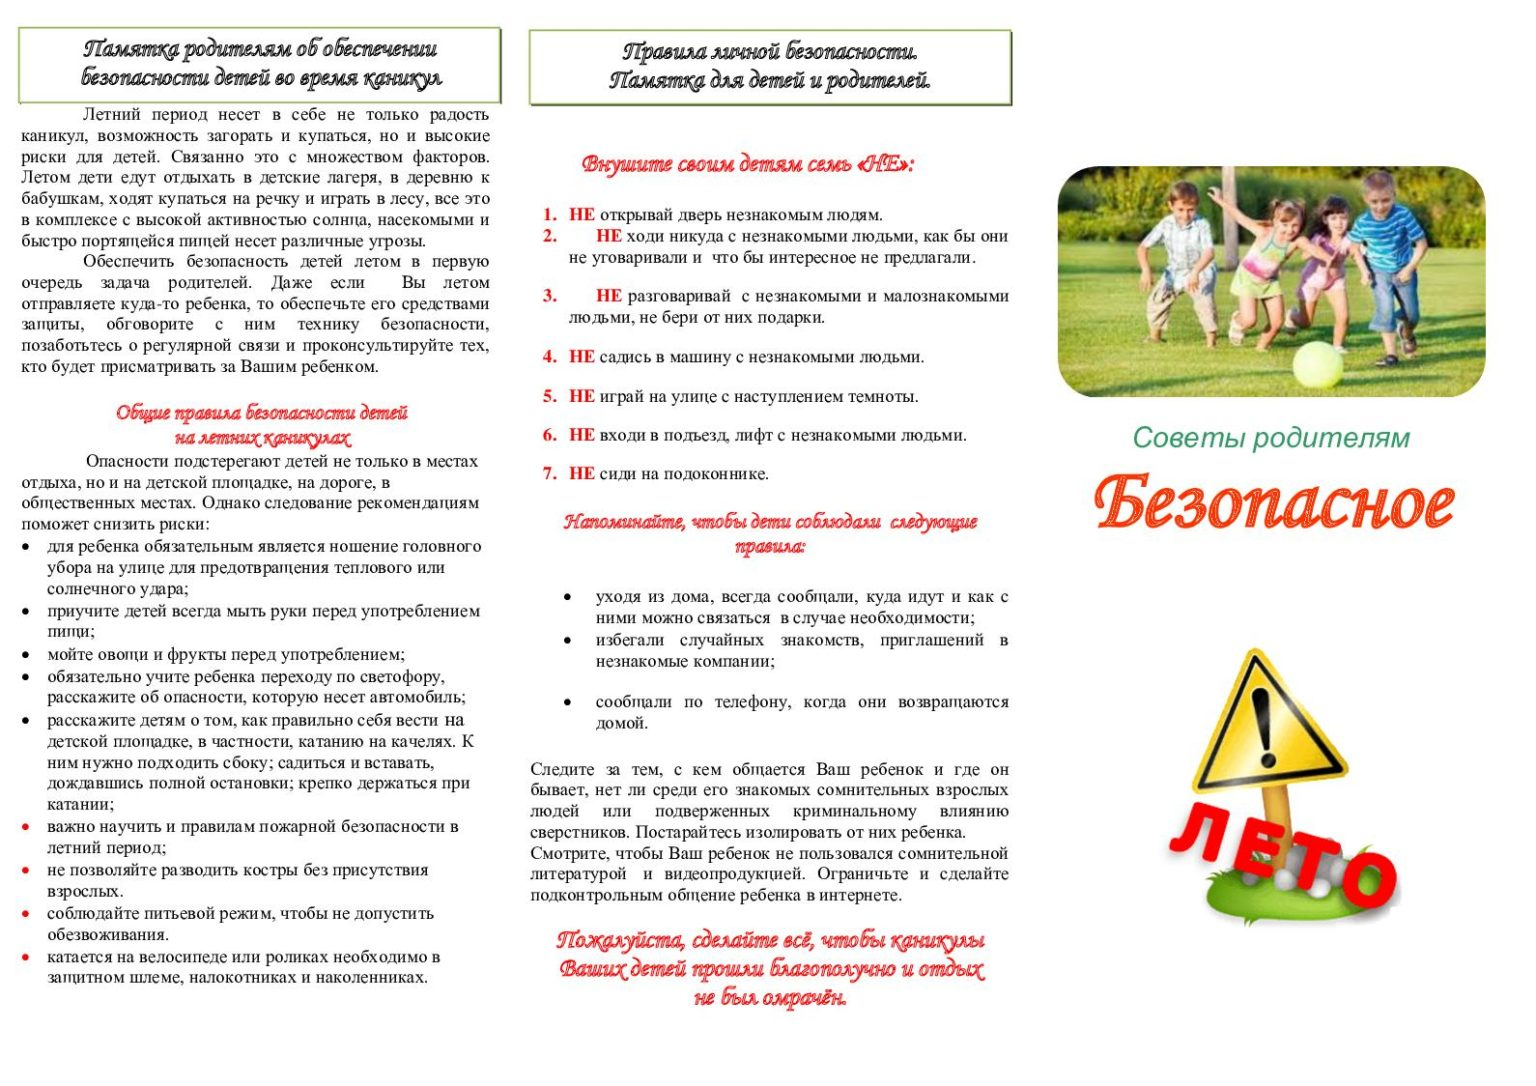 Памятка родителям об обеспечении
безопасности детей во время каникул
Летний период несет в себе не только радость
каникул, возможность загорать и купаться, но и высокие
риски для детей. Связанно это с множеством факторов.
Летом дети едут отдыхать в детские лагеря, в деревню к
бабушкам, ходят купаться на речку и играть в лесу, все это
в комплексе с высокой активностью солнца, насекомыми и
быстро портящейся пищей несет различные угрозы.
Обеспечить безопасность детей летом в первую
очередь задача родителей. Даже если Вы летом
отправляете куда-то ребенка, то обеспечьте его средствами
защиты, обговорите с ним технику безопасности,
позаботьтесь о регулярной связи и проконсультируйте тех,
кто будет присматривать за Вашим ребенком.
Общие правила безопасности детей
на летних каникулах
Опасности подстерегают детей не только в местах
отдыха, но и на детской площадке, на дороге, в
общественных местах. Однако следование рекомендациям
поможет снизить риски:
• для ребенка обязательным является ношение головного
убора на улице для предотвращения теплового или
солнечного удара;
• приучите детей всегда мыть руки перед употреблением
пищи;
• мойте овощи и фрукты перед употреблением;
• обязательно учите ребенка переходу по светофору,
расскажите об опасности, которую несет автомобиль;
• расскажите детям о том, как правильно себя вести на
детской площадке, в частности, катанию на качелях. К
ним нужно подходить сбоку; садиться и вставать,
дождавшись полной остановки; крепко держаться при
катании;
• важно научить и правилам пожарной безопасности в
летний период;
• не позволяйте разводить костры без присутствия
взрослых.
• соблюдайте питьевой режим, чтобы не допустить
обезвоживания.
• катается на велосипеде или роликах необходимо в
защитном шлеме, налокотниках и наколенниках.
Правила личной безопасности.
Памятка для детей и родителей.
Внушите своим детям семь «НЕ»:
1. НЕ открывай дверь незнакомым людям.
2. НЕ ходи никуда с незнакомыми людьми, как бы они
не уговаривали и что бы интересное не предлагали.
3. НЕ разговаривай с незнакомыми и малознакомыми
людьми, не бери от них подарки.
4. НЕ садись в машину с незнакомыми людьми.
5. НЕ играй на улице с наступлением темноты.
6. НЕ входи в подъезд, лифт с незнакомыми людьми.
7. НЕ сиди на подоконнике.
Напоминайте, чтобы дети соблюдали следующие
правила:
• уходя из дома, всегда сообщали, куда идут и как с
ними можно связаться в случае необходимости;
• избегали случайных знакомств, приглашений в
незнакомые компании;
• сообщали по телефону, когда они возвращаются
домой.
Следите за тем, с кем общается Ваш ребенок и где он
бывает, нет ли среди его знакомых сомнительных взрослых
людей или подверженных криминальному влиянию
сверстников. Постарайтесь изолировать от них ребенка.
Смотрите, чтобы Ваш ребенок не пользовался сомнительной
литературой и видеопродукцией. Ограничьте и сделайте
подконтрольным общение ребенка в интернете.
Пожалуйста, сделайте всё, чтобы каникулы
Ваших детей прошли благополучно и отдых
не был омрачён.
Советы родителям
Безопасное
!
ЛЕТО